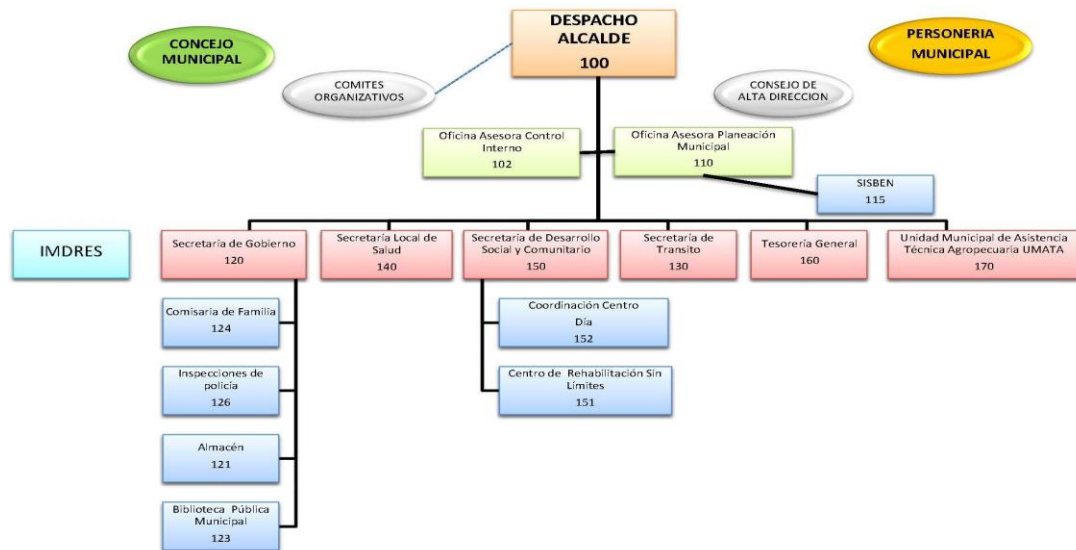 DESPACHO
ALCALDE
100
CONCEJO
MUNICIPAL
PERSONERIA
MUNICIPAL
COMITES
ORGANIZATIVOS
CONSEJO DE
ALTA DIRECCION
Oficina Asesora Control
Interno
102
Oficina Asesora Planeación
Municipal
110
SISBEN
115
IMDRES
Secretaría de Gobierno
120
Secretaría Local de
Salud
140
Secretaría de Desarrollo
Social y Comunitario
150
Secretaría de
Transito
130
Tesorería General
160
Unidad Municipal de Asistencia
Técnica Agropecuaria UMATA
170
Comisaria de Familia
124
Inspecciones de
policía
126
Almacén
121
Biblioteca Pública
Municipal
123
Coordinación Centro
Día
152
Centro de Rehabilitación Sin
Límites
151